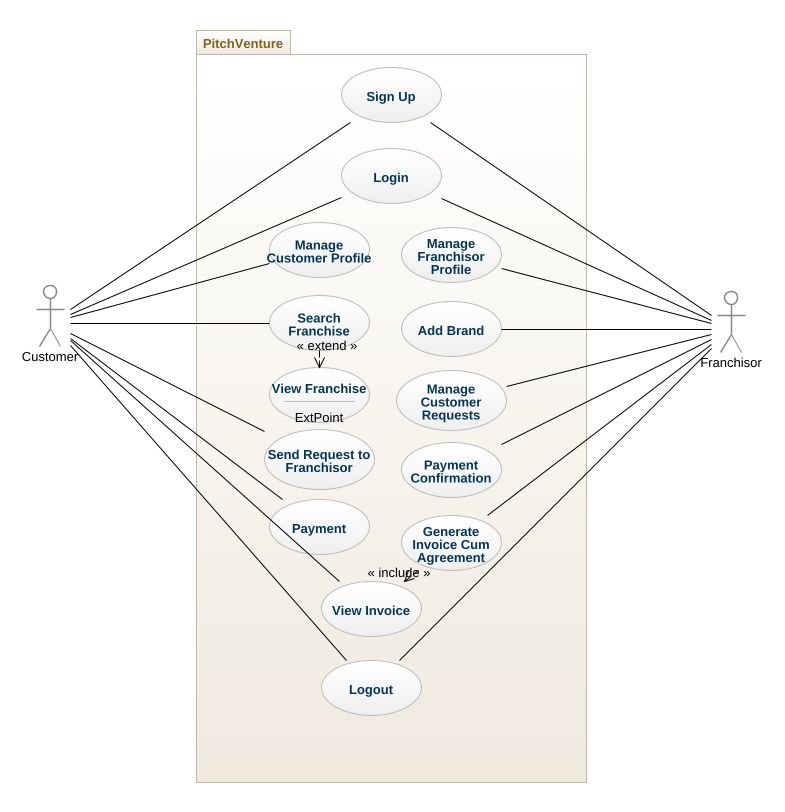 PitchVenture
Sign Up
Login
Manage
Customer Profile
Manage
Franchisor
Profile
Search
Franchise
« extend »
Add Brand
Customer
Franchisor
View Franchise
ExtPoint
Manage
Customer
Requests
Send Request to
Franchisor
Payment
Confirmation
Payment
Generate
Invoice Cum
Agreement
« include »
View Invoice
Logout